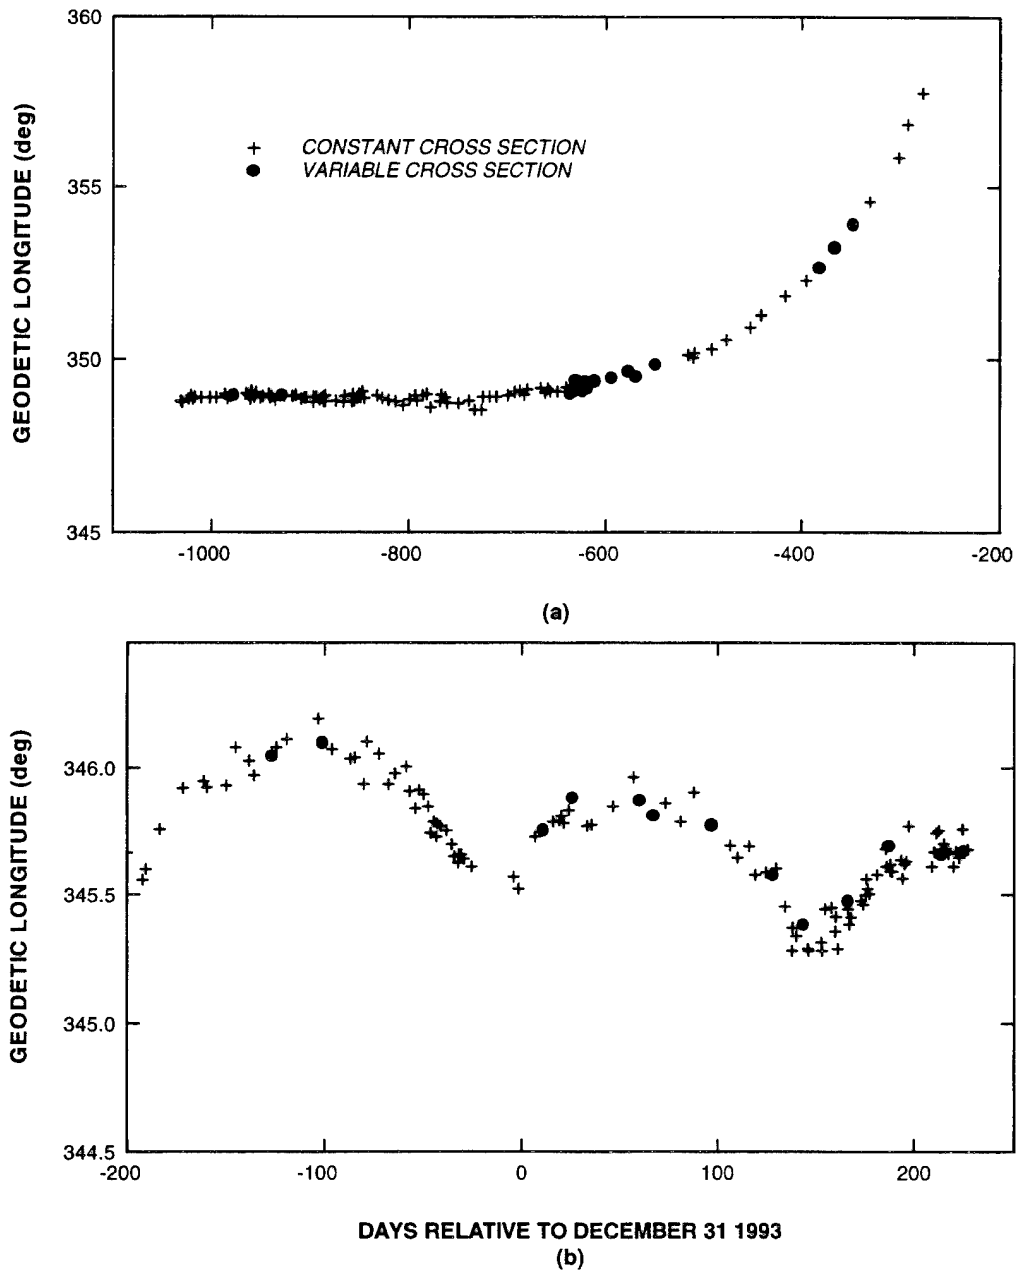 360
355
350
345
GEODETIC LONGITUDE (deg)
+ CONSTANT CROSS SECTION
● VARIABLE CROSS SECTION
-1000 -800 -600 -400 -200
(a)
346.0
345.5
345.0
344.5
GEODETIC LONGITUDE (deg)
-200 -100 0 100 200
DAYS RELATIVE TO DECEMBER 31 1993
(b)